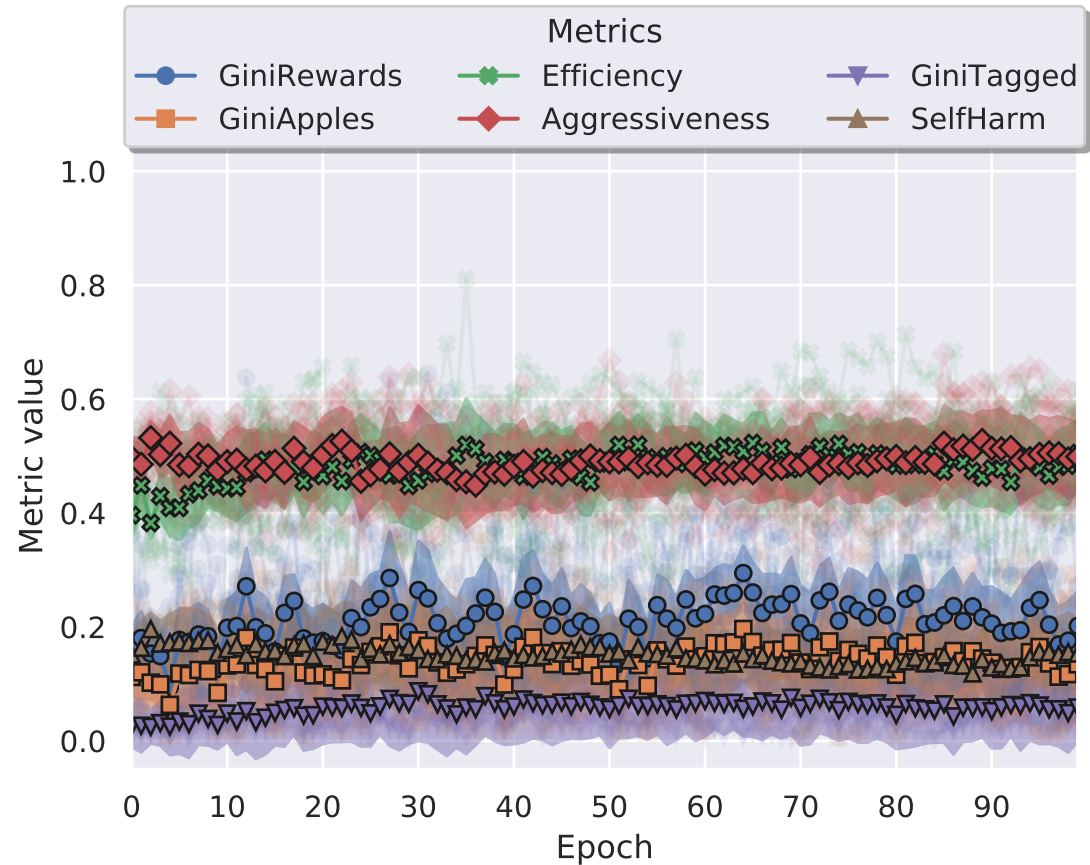 Metrics
GiniRewards Efficiency GiniTagged
GiniApples Aggressiveness SelfHarm
1.0
0.8
0.6
0.4
0.2
0.0
Metric value
0 10 20 30 40 50 60 70 80 90
Epoch